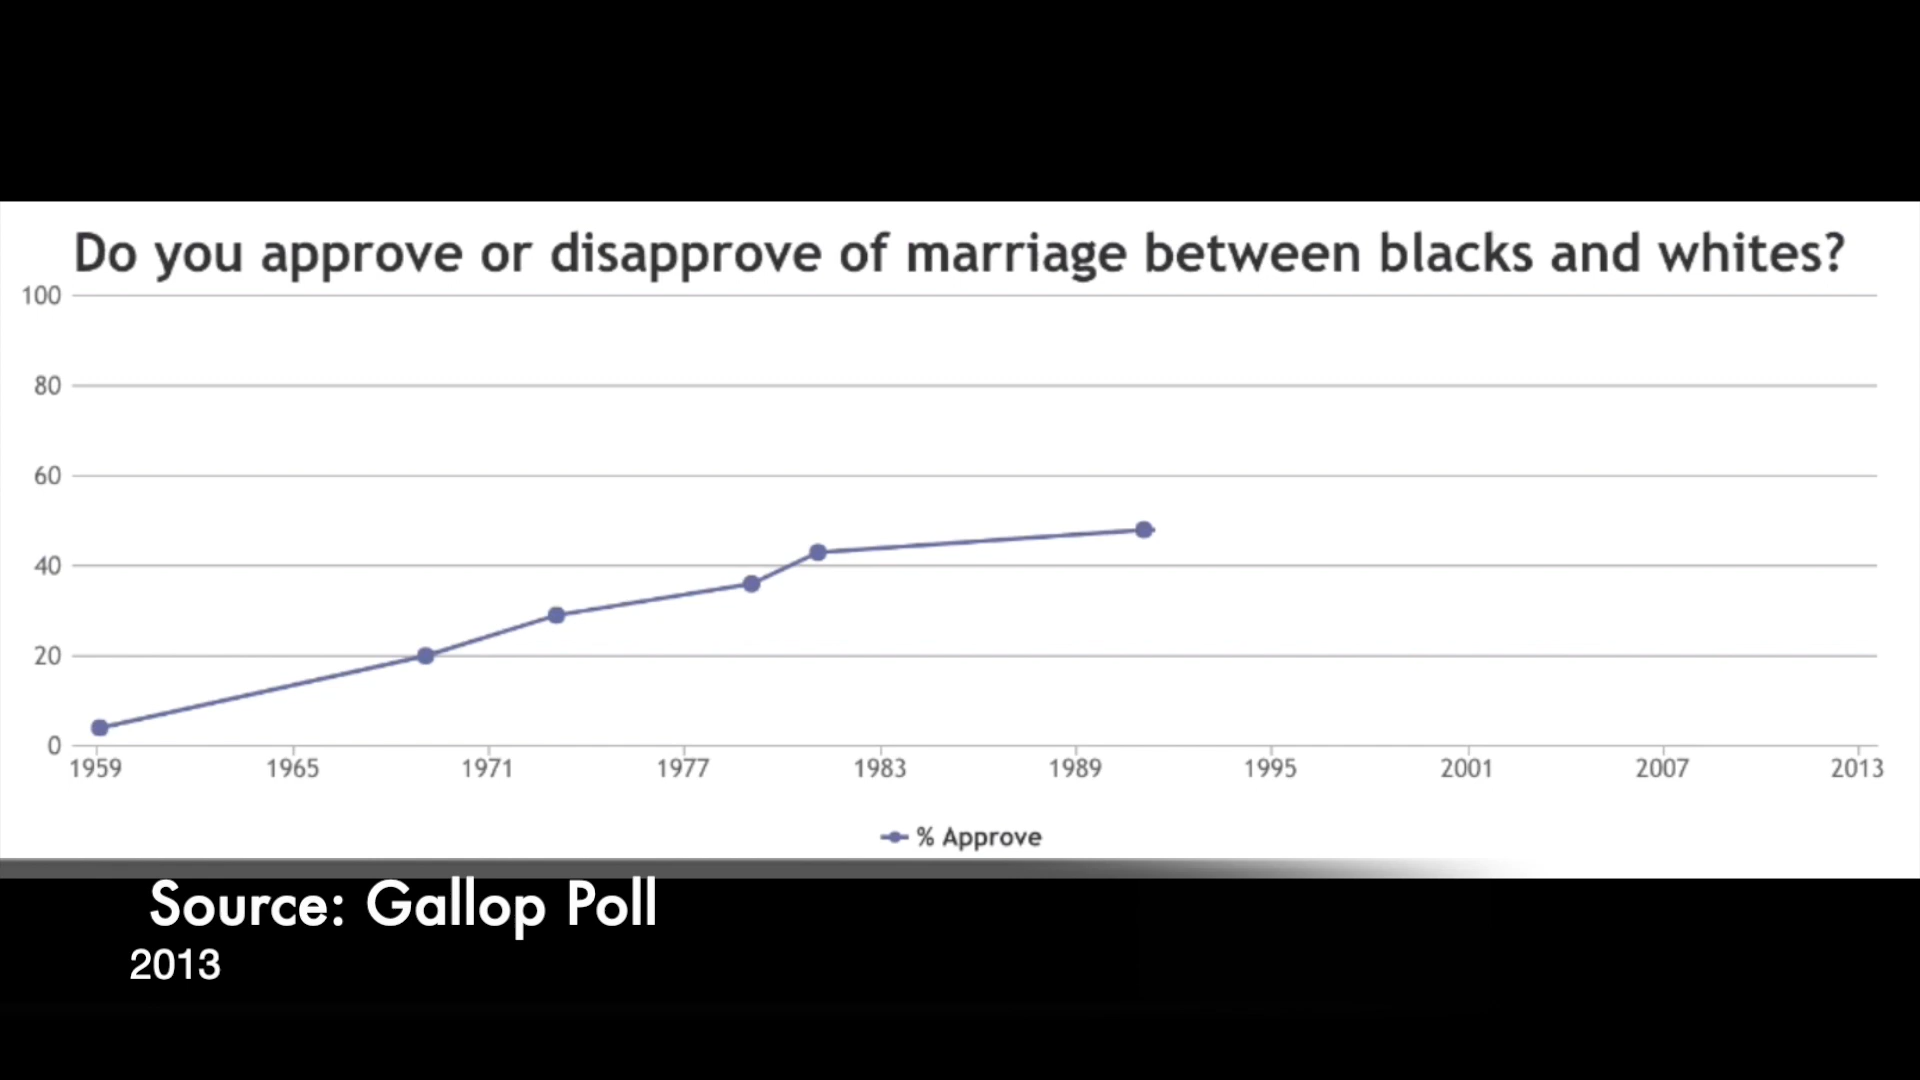 Do you approve or disapprove of marriage between blacks and whites?
100
80
60
40
20
0
1959 1965 1971 1977 1983 1989 1995 2001 2007 2013
% Approve
Source: Gallop Poll
2013